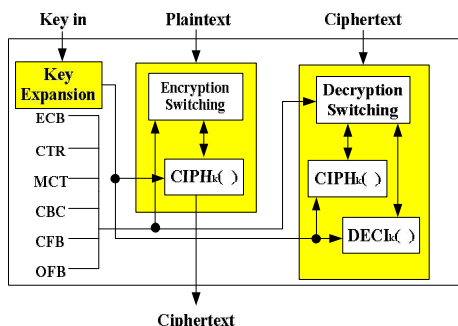 Key in
Plaintext
Ciphertext
Key
Expansion
Encryption
Switching
Decryption
Switching
ECB
CTR
MCT
CBC
CFB
OFB
CIPHk( )
CIPHk( )
DECIk( )
Ciphertext